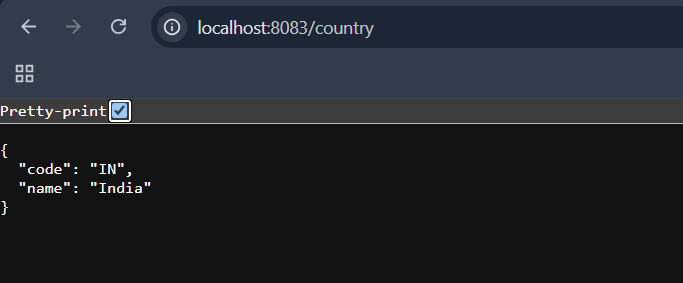 localhost:8083/country
Pretty-print
{
  "code": "IN",
  "name": "India"
}